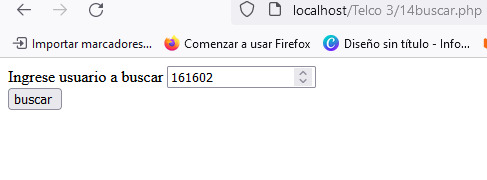 localhost/Telco 3/14buscar.php
Importar marcadores... Comenzar a usar Firefox Diseño sin título - Info...
Ingrese usuario a buscar 161602
buscar